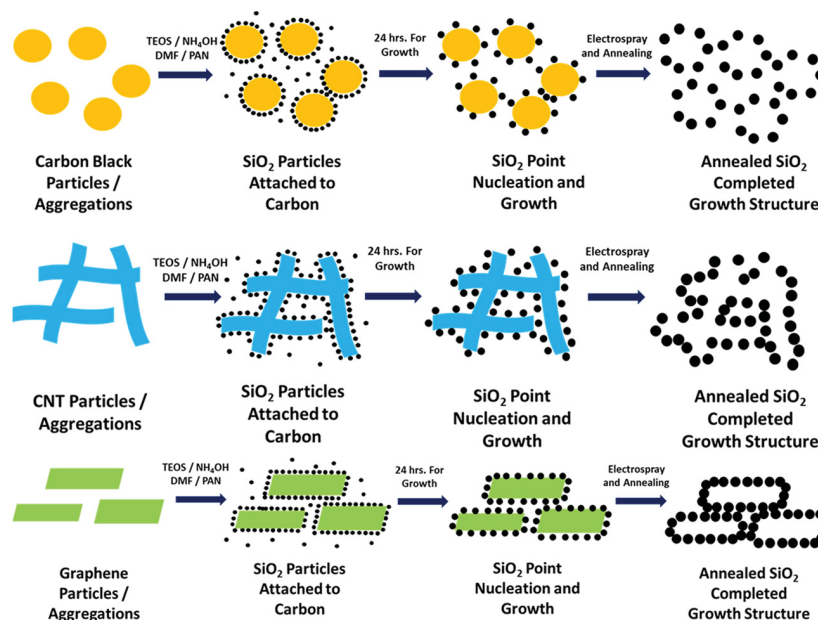 TEOS / NH₄OH
DMF / PAN
24 hrs. For
Growth
Electrospray
and Annealing
Carbon Black
Particles /
Aggregations
SiO₂ Particles
Attached to
Carbon
SiO₂ Point
Nucleation and
Growth
Annealed SiO₂
Completed
Growth Structure
TEOS / NH₄OH
DMF / PAN
24 hrs. For
Growth
Electrospray
and Annealing
CNT Particles /
Aggregations
SiO₂ Particles
Attached to
Carbon
SiO₂ Point
Nucleation and
Growth
Annealed SiO₂
Completed
Growth Structure
TEOS / NH₄OH
DMF / PAN
24 hrs. For
Growth
Electrospray
and Annealing
Graphene
Particles /
Aggregations
SiO₂ Particles
Attached to
Carbon
SiO₂ Point
Nucleation and
Growth
Annealed SiO₂
Completed
Growth Structure